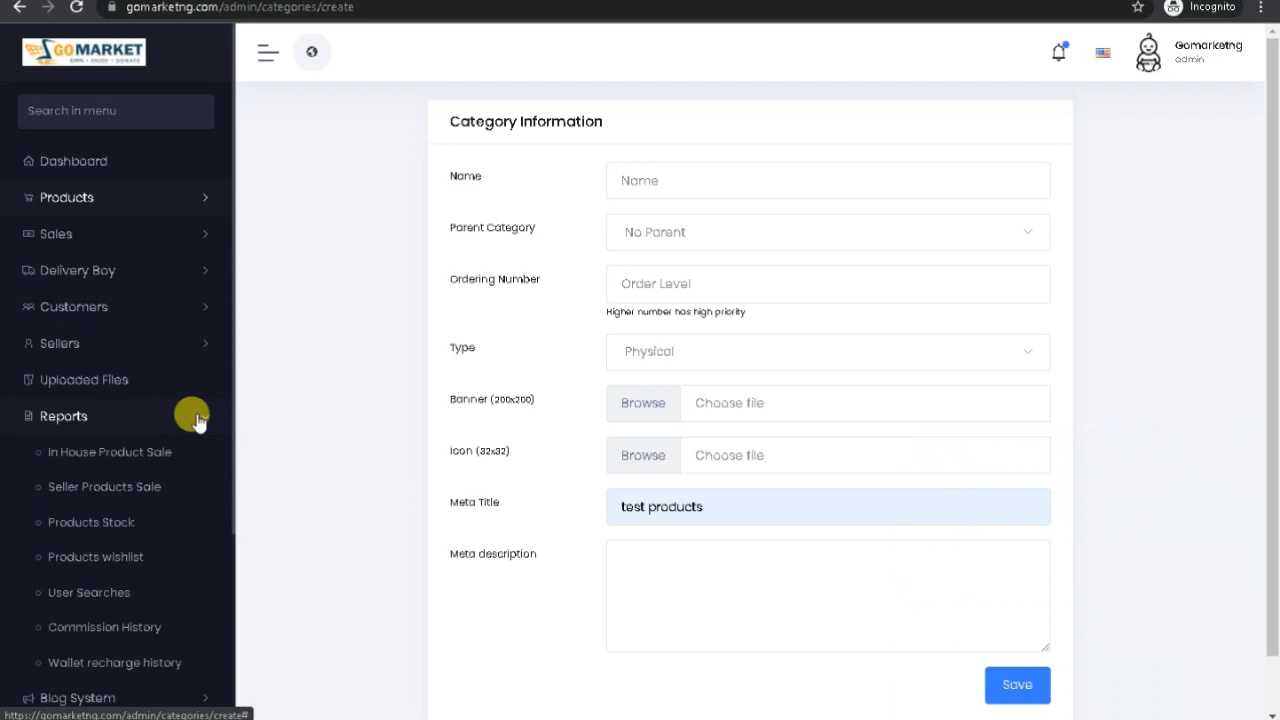 gomarketng.com/admin/categories/create
Incognito
GOMARKET
EARN - ENJOY - DONATE
Gomarketng
admin
Search in menu
Dashboard
Products
Sales
Delivery Boy
Customers
Sellers
Uploaded Files
Reports
In House Product Sale
Seller Products Sale
Products Stock
Products wishlist
User Searches
Commission History
Wallet recharge history
Blog System
Category Information
Name
Name
Parent Category
No Parent
Ordering Number
Order Level
Higher number has high priority
Type
Physical
Banner (200x200)
Browse
Choose file
Icon (32x32)
Browse
Choose file
Meta Title
test products
Meta description
Save
https://gomarketng.com/admin/categories/create#